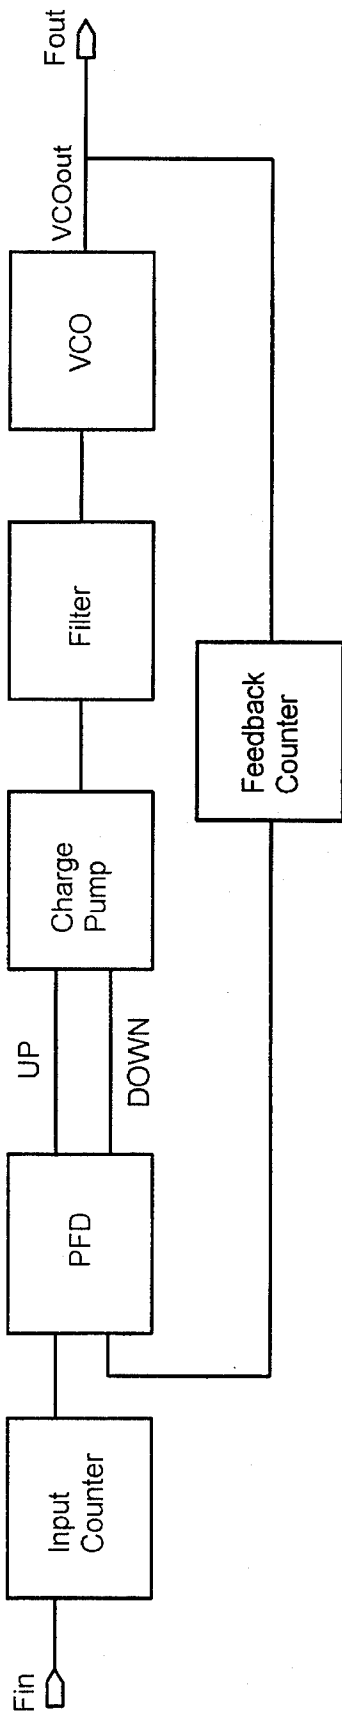 Fin
Input
Counter
PFD
UP
DOWN
Charge
Pump
Filter
VCO
VCOout
Fout
Feedback
Counter